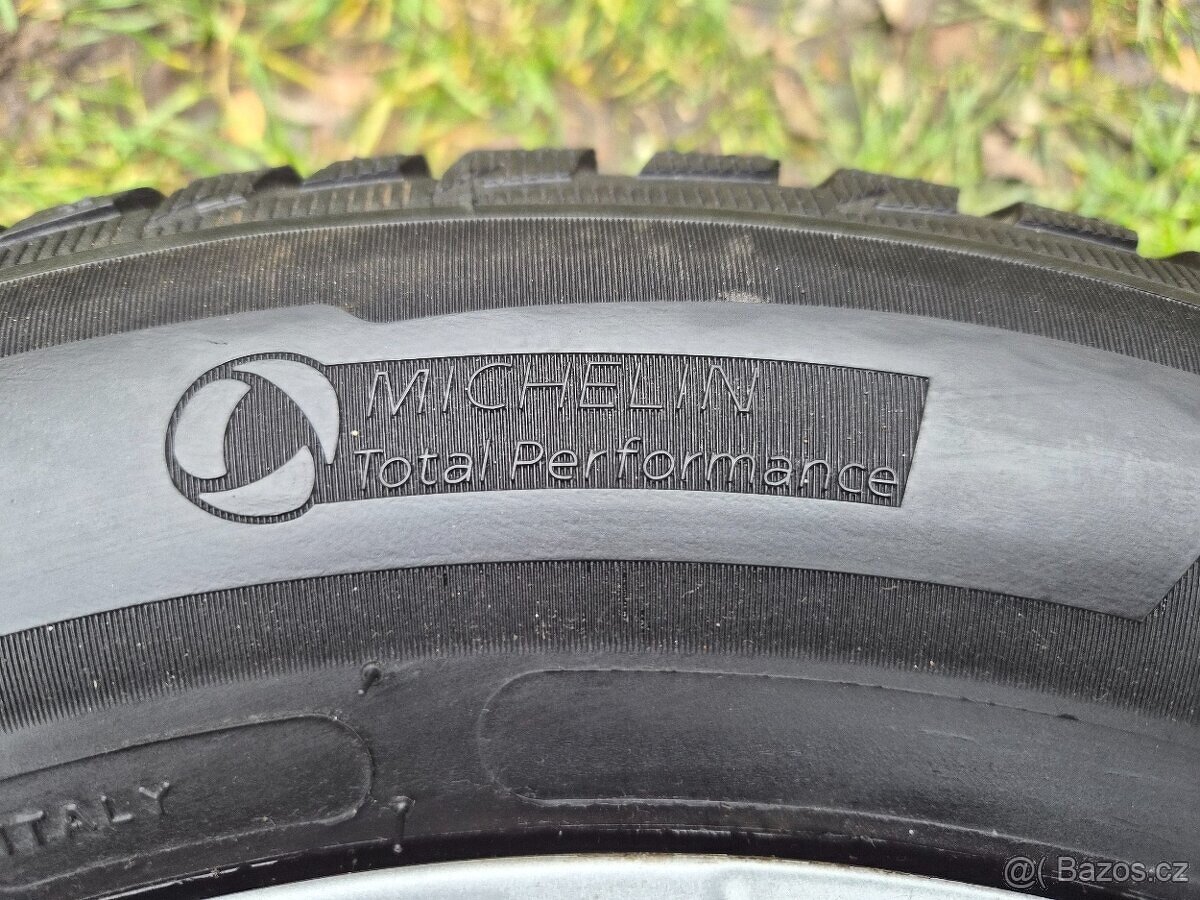 MICHELIN
Total Performance
ITALY
@( Bazos.cz